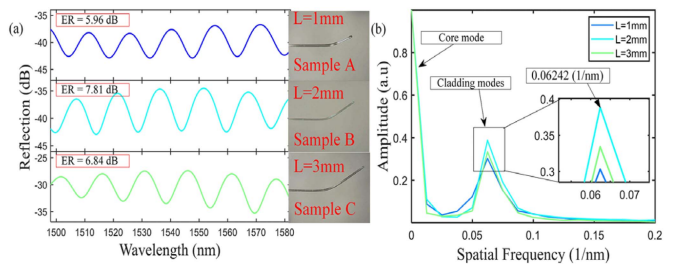 (a)
ER = 5.96 dB
ER = 7.81 dB
ER = 6.84 dB
-35
-40
-45
-35
-40
-45
-25
-30
-35
Reflection (dB)
1500 1510 1520 1530 1540 1550 1560 1570 1580
Wavelength (nm)
L=1mm
Sample A
L=2mm
Sample B
L=3mm
Sample C
(b)
Amplitude (a.u)
1
0.8
0.6
0.4
0.2
0 0.05 0.1 0.15 0.2
Spatial Frequency (1/nm)
Core mode
Cladding modes
L=1mm
L=2mm
L=3mm
0.06242 (1/nm)
0.4
0.35
0.3
0.06 0.07